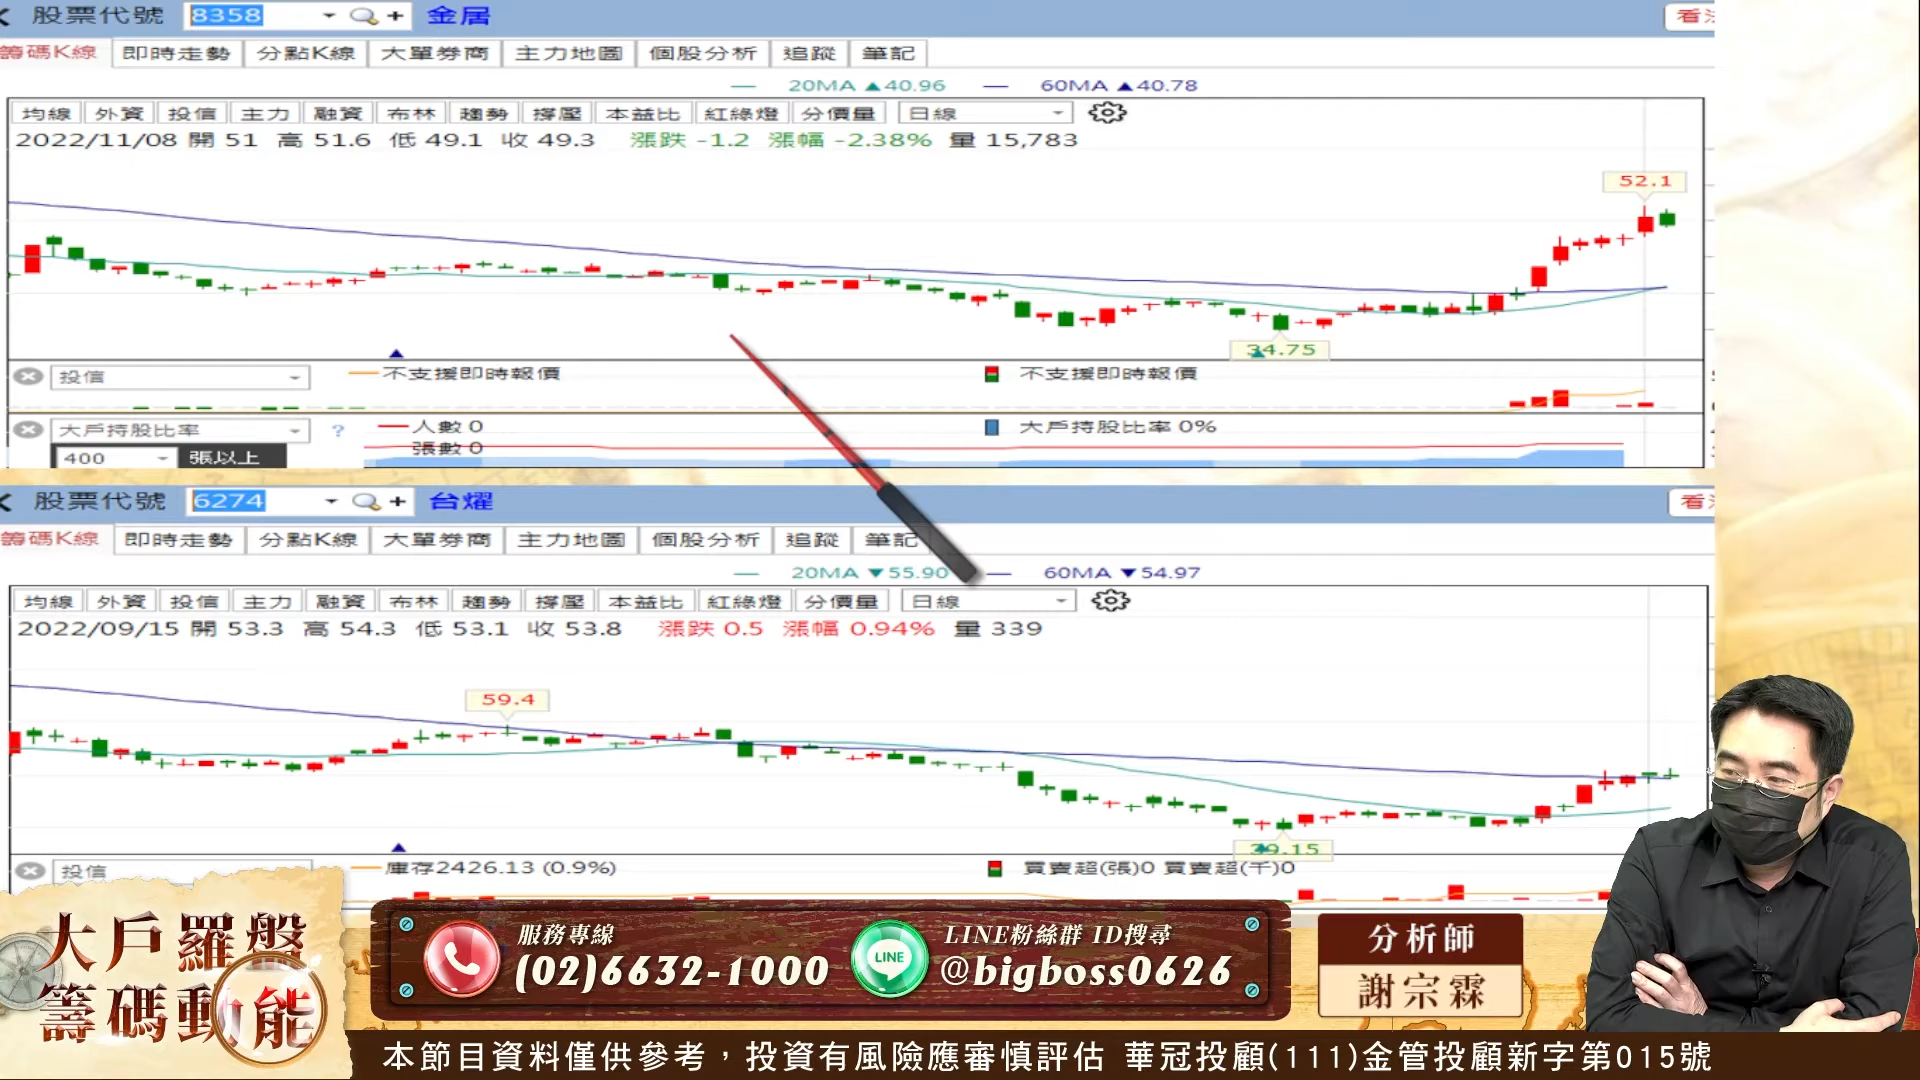 股票代號 8358 金居 看
籌碼K線 即時走勢 分點K線 大單券商 主力地圖 個股分析 追蹤 筆記
20MA ▲40.96 60MA ▲40.78
均線 外資 投信 主力 融資 布林 趨勢 撐壓 本益比 紅綠燈 分價量 日線
2022/11/08 開 51 高 51.6 低 49.1 收 49.3 漲跌 -1.2 漲幅 -2.38% 量 15,783
52.1
34.75
投信 不支援即時報價 不支援即時報價
大戶持股比率 ? 人數 0 大戶持股比率 0%
張數 0
400 張以上
股票代號 6274 台燿 看
籌碼K線 即時走勢 分點K線 大單券商 主力地圖 個股分析 追蹤 筆記
20MA ▼55.90 60MA ▼54.97
均線 外資 投信 主力 融資 布林 趨勢 撐壓 本益比 紅綠燈 分價量 日線
2022/09/15 開 53.3 高 54.3 低 53.1 收 53.8 漲跌 0.5 漲幅 0.94% 量 339
59.4
39.15
投信 庫存2426.13 (0.9%) 買賣超(張)0 買賣超(千)0
大戶羅盤
籌碼動能
服務專線
(02)6632-1000
LINE
LINE粉絲群 ID搜尋
@bigboss0626
分析師
謝宗霖
本節目資料僅供參考，投資有風險應審慎評估 華冠投顧(111)金管投顧新字第015號